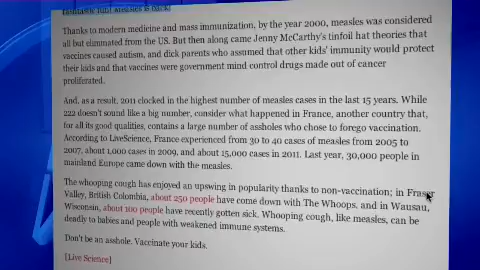 measles is back!
Thanks to modern medicine and mass immunization, by the year 2000, measles was considered
all but eliminated from the US. But then along came Jenny McCarthy's tinfoil hat theories that
vaccines caused autism, and dick parents who assumed that other kids' immunity would protect
their kids and that vaccines were government mind control drugs made out of cancer
proliferated.
And, as a result, 2011 clocked in the highest number of measles cases in the last 15 years. While
222 doesn't sound like a big number, consider what happened in France, another country that,
for all its good qualities, contains a large number of assholes who chose to forego vaccination.
According to LiveScience, France experienced from 30 to 40 cases of measles from 2005 to
2007, about 1,000 cases in 2009, and about 15,000 cases in 2011. Last year, 30,000 people in
mainland Europe came down with the measles.
The whooping cough has enjoyed an upswing in popularity thanks to non-vaccination; in Fraser
Valley, British Colombia, about 250 people have come down with The Whoops, and in Wausau,
Wisconsin, about 100 people have recently gotten sick. Whooping cough, like measles, can be
deadly to babies and people with weakened immune systems.
Don't be an asshole. Vaccinate your kids.
[Live Science]